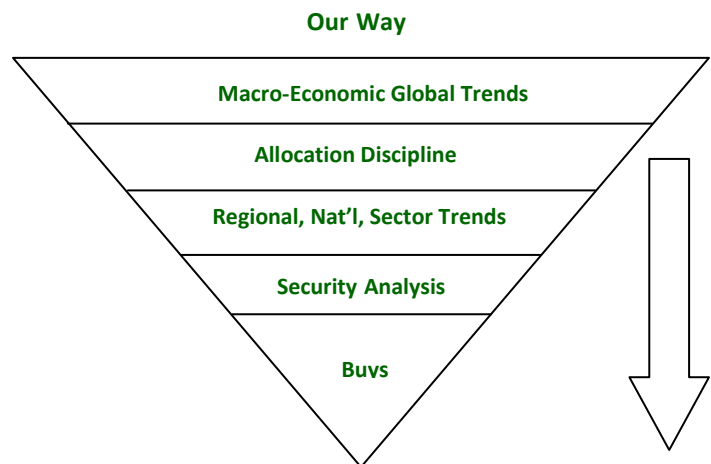 Our Way
Macro-Economic Global Trends
Allocation Discipline
Regional, Nat’l, Sector Trends
Security Analysis
Buys